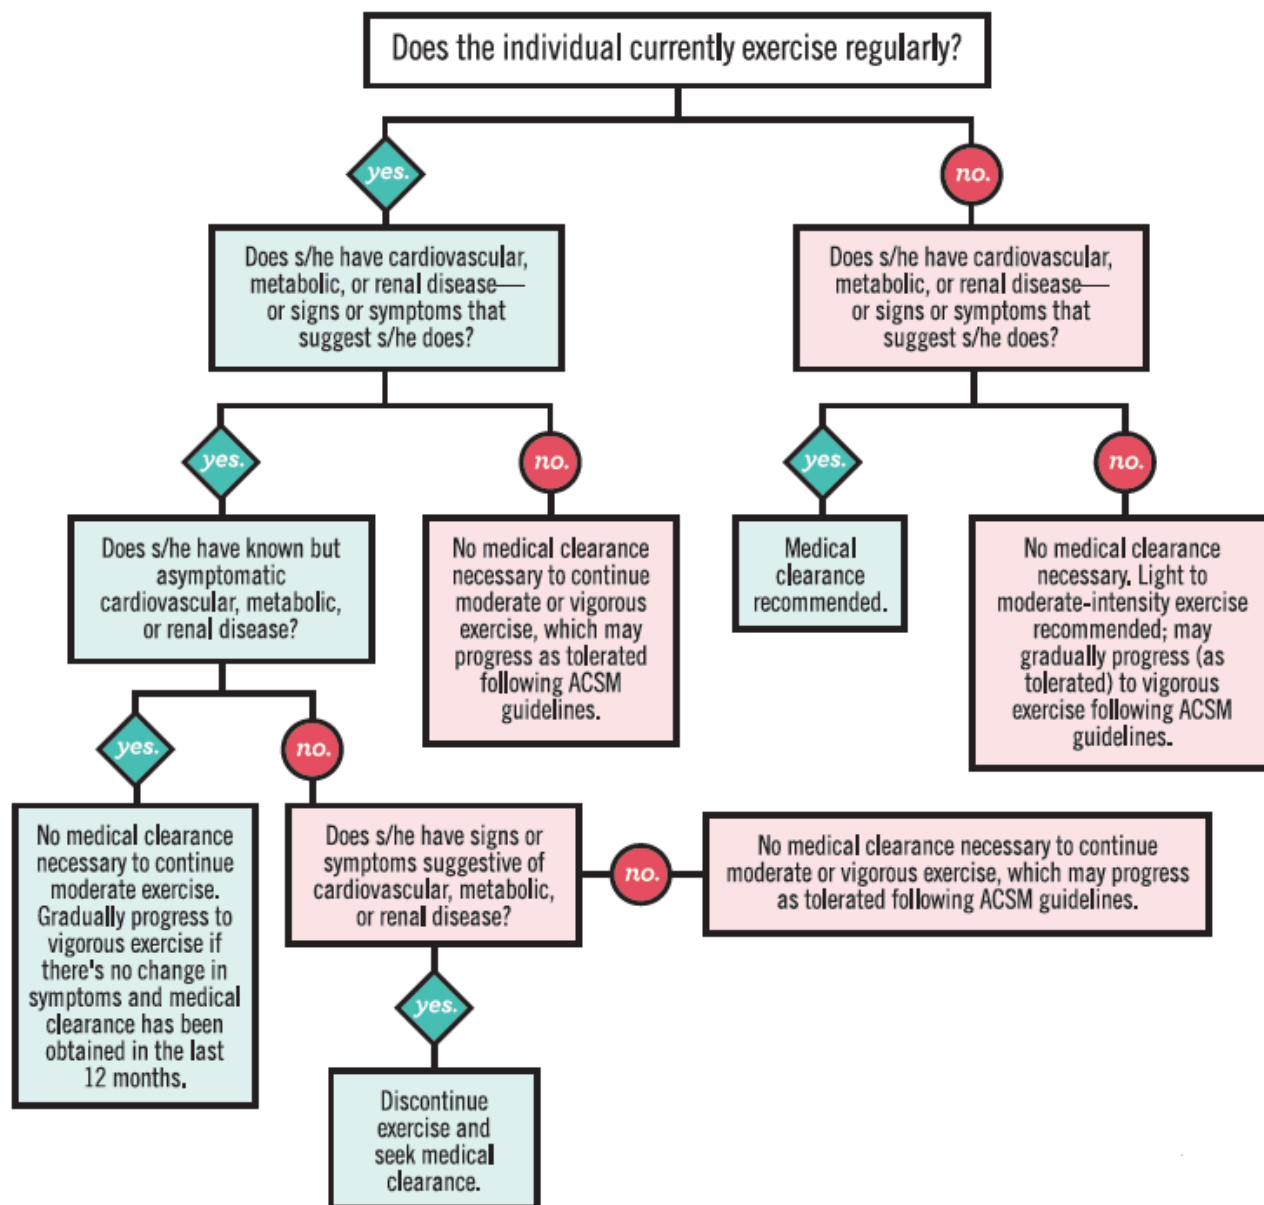 Does the individual currently exercise regularly?
yes.
no.
Does s/he have cardiovascular,
metabolic, or renal disease—
or signs or symptoms that
suggest s/he does?
Does s/he have cardiovascular,
metabolic, or renal disease—
or signs or symptoms that
suggest s/he does?
yes.
no.
yes.
no.
Does s/he have known but
asymptomatic
cardiovascular, metabolic,
or renal disease?
No medical clearance
necessary to continue
moderate or vigorous
exercise, which may
progress as tolerated
following ACSM
guidelines.
Medical
clearance
recommended.
No medical clearance
necessary. Light to
moderate-intensity exercise
recommended; may
gradually progress (as
tolerated) to vigorous
exercise following ACSM
guidelines.
yes.
no.
No medical clearance
necessary to continue
moderate exercise.
Gradually progress to
vigorous exercise if
there's no change in
symptoms and medical
clearance has been
obtained in the last
12 months.
Does s/he have signs or
symptoms suggestive of
cardiovascular, metabolic,
or renal disease?
no.
No medical clearance necessary to continue
moderate or vigorous exercise, which may progress
as tolerated following ACSM guidelines.
yes.
Discontinue
exercise and
seek medical
clearance.